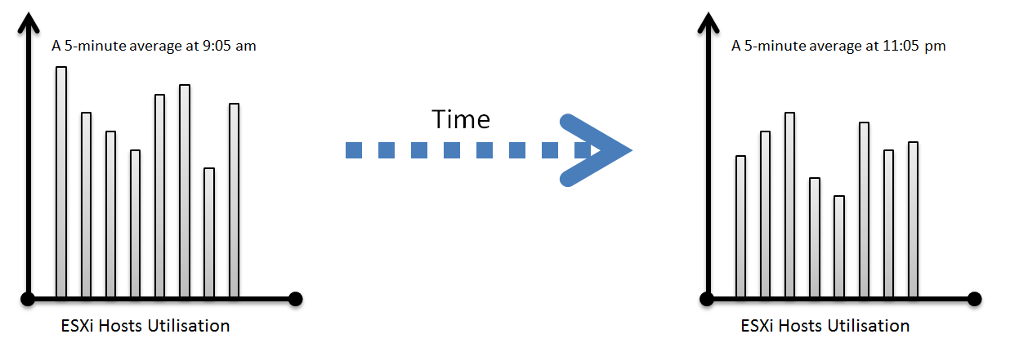 A 5-minute average at 9:05 am
ESXi Hosts Utilisation
Time
A 5-minute average at 11:05 pm
ESXi Hosts Utilisation